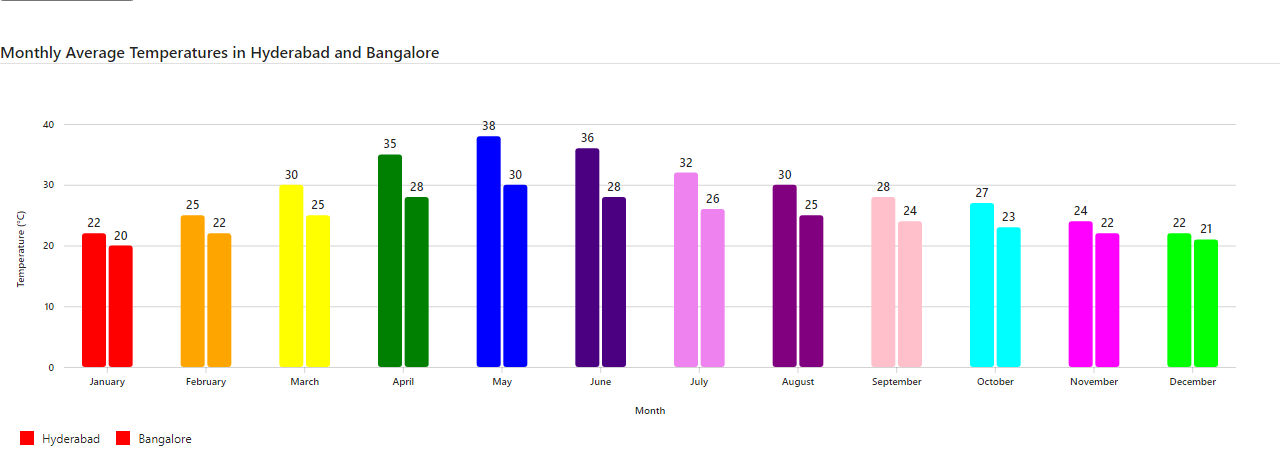 Monthly Average Temperatures in Hyderabad and Bangalore
40
30
20
10
0
Temperature (°C)
22 20 25 22 30 25 35 28 38 30 36 28 32 26 30 25 28 24 27 23 24 22 22 21
January February March April May June July August September October November December
Month
Hyderabad Bangalore